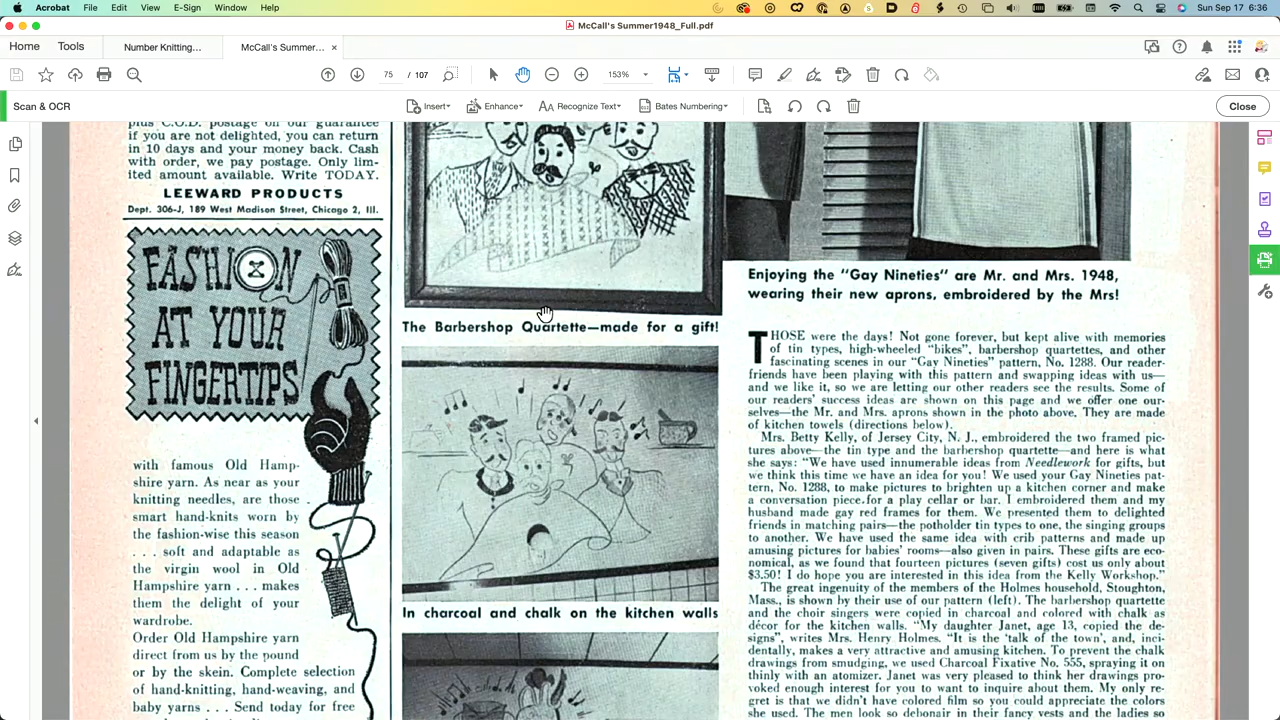 Acrobat File Edit View E-Sign Window Help
Sun Sep 17 6:36
McCall's Summer1948_Full.pdf
Home Tools Number Knitting... McCall's Summer... ×
75 / 107 153%
Scan & OCR Insert Enhance Recognize Text Bates Numbering Close
plus C.O.D. postage on our guarantee
if you are not delighted, you can return
in 10 days and your money back. Cash
with order, we pay postage. Only lim-
ited amount available. Write TODAY.
LEEWARD PRODUCTS
Dept. 306-J, 189 West Madison Street, Chicago 2, Ill.
FASHION
AT YOUR
FINGERTIPS
with famous Old Hamp-
shire yarn. As near as your
knitting needles, are those
smart hand-knits worn by
the fashion-wise this season
. . . soft and adaptable as
the virgin wool in Old
Hampshire yarn . . . makes
them the delight of your
wardrobe.
Order Old Hampshire yarn
direct from us by the pound
or by the skein. Complete selection
of hand-knitting, hand-weaving, and
baby yarns . . . Send today for free
The Barbershop Quartette—made for a gift!
In charcoal and chalk on the kitchen walls
Enjoying the "Gay Nineties" are Mr. and Mrs. 1948,
wearing their new aprons, embroidered by the Mrs!
THOSE were the days! Not gone forever, but kept alive with memories
of tin types, high-wheeled "bikes", barbershop quartettes, and other
fascinating scenes in our "Gay Nineties" pattern, No. 1288. Our reader-
friends have been playing with this pattern and swapping ideas with us—
and we like it, so we are letting our other readers see the results. Some of
our readers' success ideas are shown on this page and we offer one our-
selves—the Mr. and Mrs. aprons shown in the photo above. They are made
of kitchen towels (directions below).
Mrs. Betty Kelly, of Jersey City, N. J., embroidered the two framed pic-
tures above—the tin type and the barbershop quartette—and here is what
she says: "We have used innumerable ideas from Needlework for gifts, but
we think this time we have an idea for you! We used your Gay Nineties pat-
tern, No. 1288, to make pictures to brighten up a kitchen corner and make
a conversation piece for a play cellar or bar. I embroidered them and my
husband made gay red frames for them. We presented them to delighted
friends in matching pairs—the potholder tin types to one, the singing groups
to another. We have used the same idea with crib patterns and made up
amusing pictures for babies' rooms—also given in pairs. These gifts are eco-
nomical, as we found that fourteen pictures (seven gifts) cost us only about
$3.50! I do hope you are interested in this idea from the Kelly Workshop."
The great ingenuity of the members of the Holmes household, Stoughton,
Mass., is shown by their use of our pattern (left). The barbershop quartette
and the choir singers were copied in charcoal and colored with chalk as
décor for the kitchen walls. "My daughter Janet, age 13, copied the de-
signs", writes Mrs. Henry Holmes. "It is the 'talk of the town', and, inci-
dentally, makes a very attractive and amusing kitchen. To prevent the chalk
drawings from smudging, we used Charcoal Fixative No. 555, spraying it on
thinly with an atomizer. Janet was very pleased to think her drawings pro-
voked enough interest for you to want to inquire about them. My only re-
gret is that we didn't have colored film so you could appreciate the colors
she used. The men look so debonair in their fancy vests and the ladies so